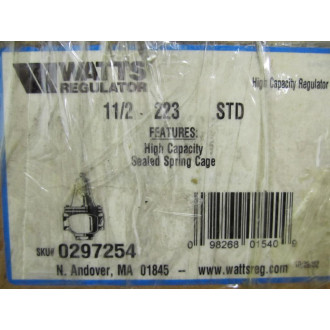 WATTS
REGULATOR
High Capacity Regulator
11/2 - 223 STD
FEATURES:
High Capacity
Sealed Spring Cage
SKU# 0297254
0 98268 01540 9
N. Andover, MA 01845 -- www.wattsreg.com